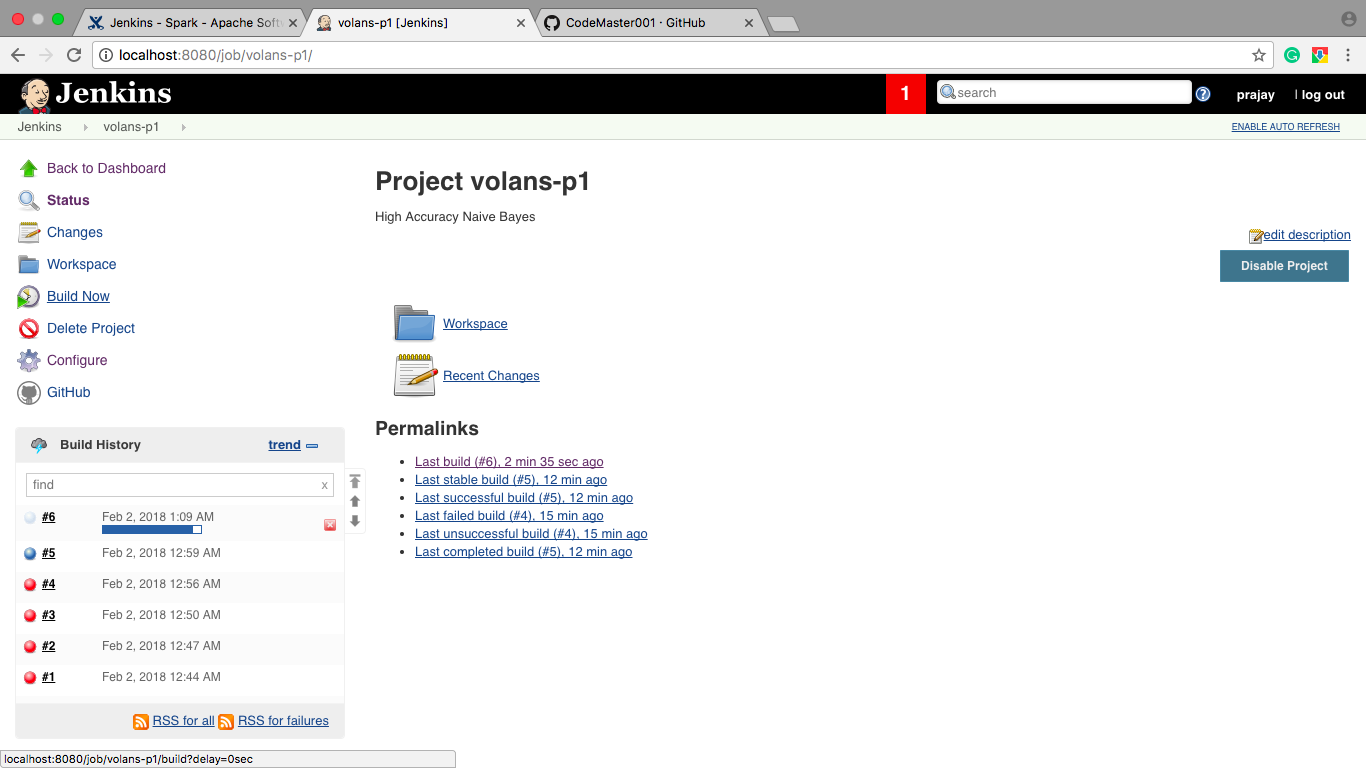 Jenkins - Spark - Apache Softw
volans-p1 [Jenkins]
CodeMaster001 · GitHub
localhost:8080/job/volans-p1/
Jenkins
1
search
prajay
| log out
Jenkins
volans-p1
ENABLE AUTO REFRESH
Back to Dashboard
Status
Changes
Workspace
Build Now
Delete Project
Configure
GitHub
Project volans-p1
High Accuracy Naive Bayes
edit description
Disable Project
Workspace
Recent Changes
Permalinks
Last build (#6), 2 min 35 sec ago
Last stable build (#5), 12 min ago
Last successful build (#5), 12 min ago
Last failed build (#4), 15 min ago
Last unsuccessful build (#4), 15 min ago
Last completed build (#5), 12 min ago
Build History
trend
find
x
#6 Feb 2, 2018 1:09 AM
#5 Feb 2, 2018 12:59 AM
#4 Feb 2, 2018 12:56 AM
#3 Feb 2, 2018 12:50 AM
#2 Feb 2, 2018 12:47 AM
#1 Feb 2, 2018 12:44 AM
RSS for all RSS for failures
localhost:8080/job/volans-p1/build?delay=0sec